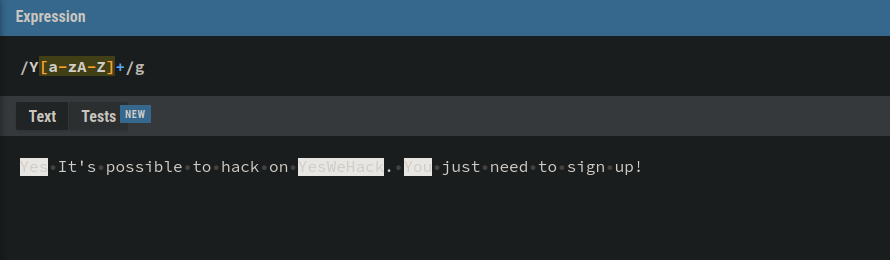 Expression
/Y[a-zA-Z]+/g
Text Tests NEW
Yes It's possible to hack on YesWeHack. You just need to sign up!